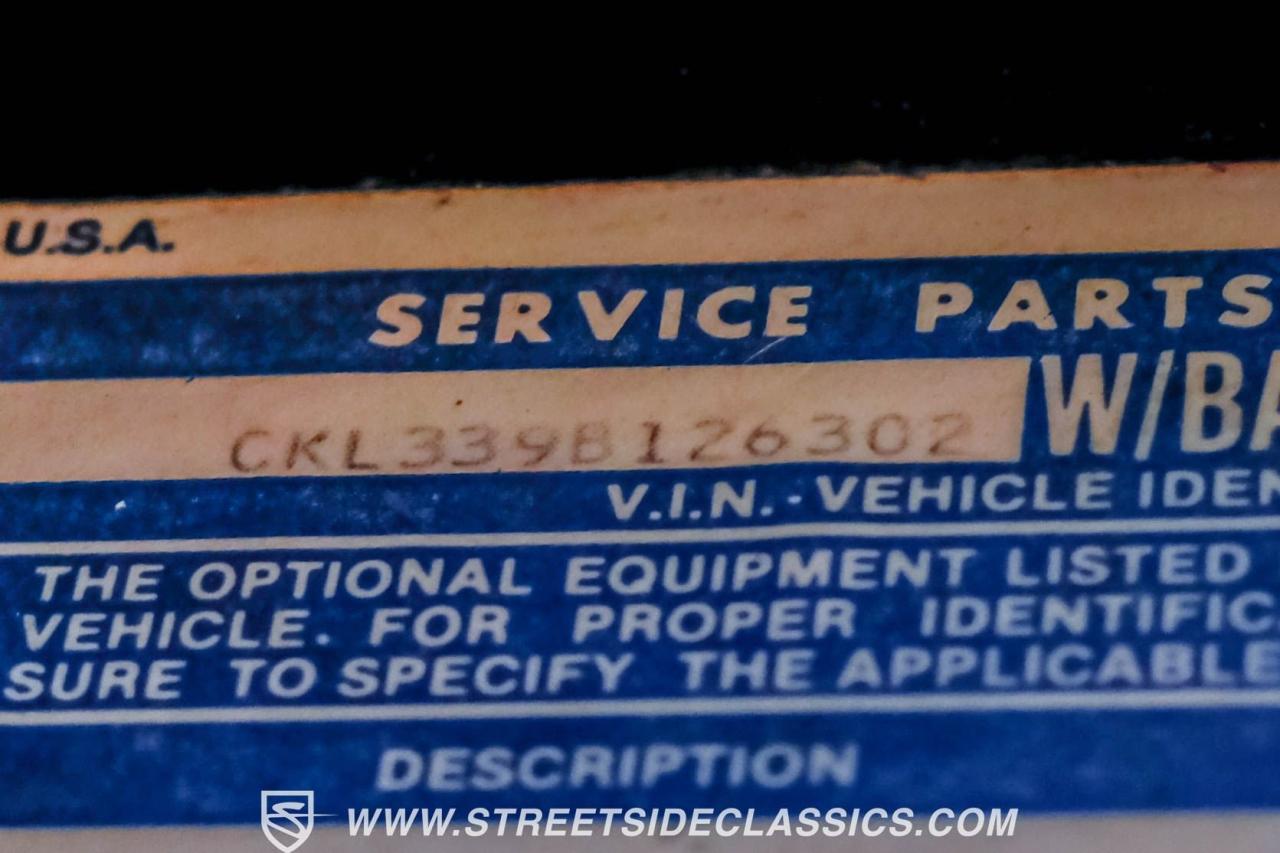 U.S.A.
SERVICE PARTS
CKL339B126302 W/BA
V.I.N. - VEHICLE IDEN
THE OPTIONAL EQUIPMENT LISTED
VEHICLE. FOR PROPER IDENTIFIC
SURE TO SPECIFY THE APPLICABLE
DESCRIPTION
WWW.STREETSIDECLASSICS.COM